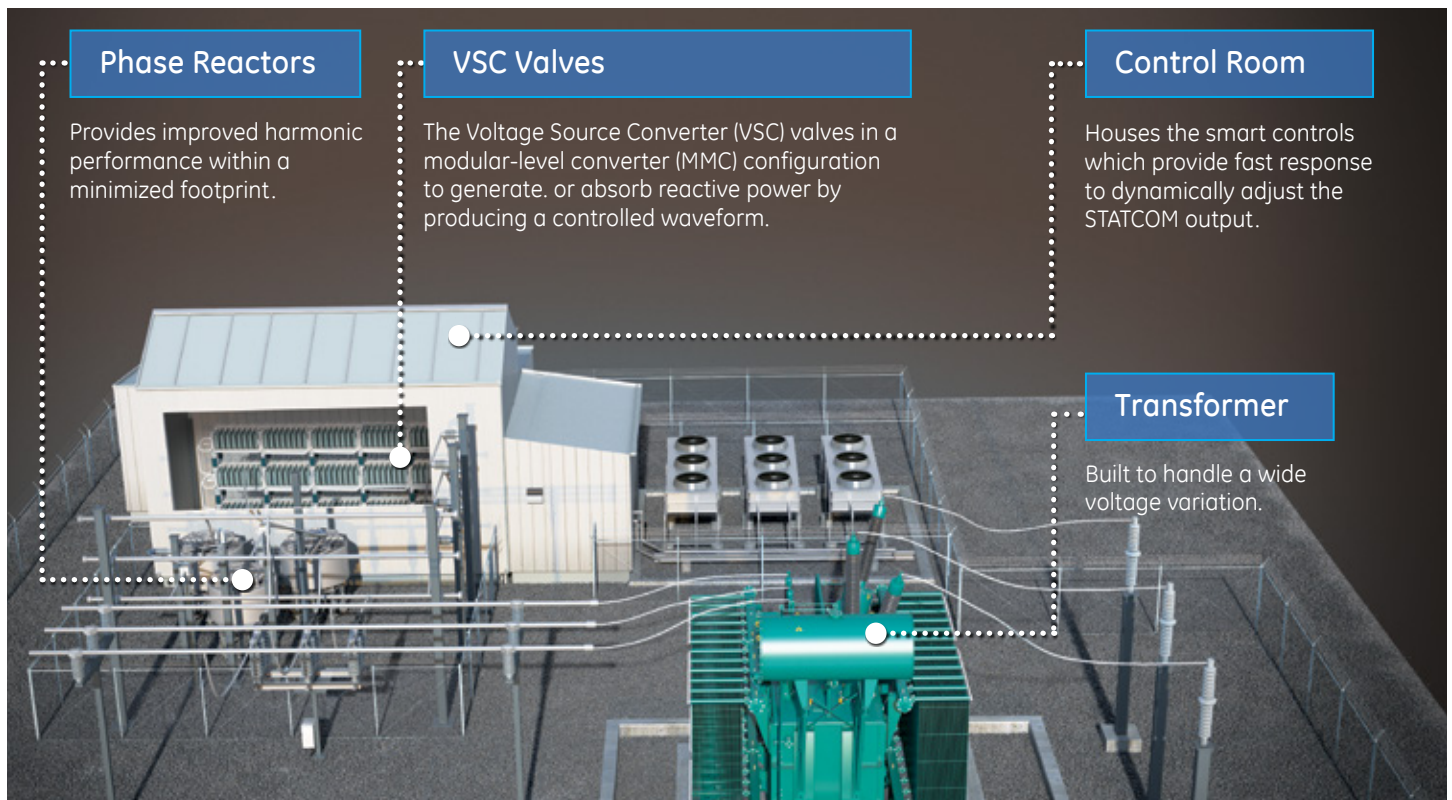 Phase Reactors
Provides improved harmonic
performance within a
minimized footprint.
VSC Valves
The Voltage Source Converter (VSC) valves in a
modular-level converter (MMC) configuration
to generate. or absorb reactive power by
producing a controlled waveform.
Control Room
Houses the smart controls
which provide fast response
to dynamically adjust the
STATCOM output.
Transformer
Built to handle a wide
voltage variation.